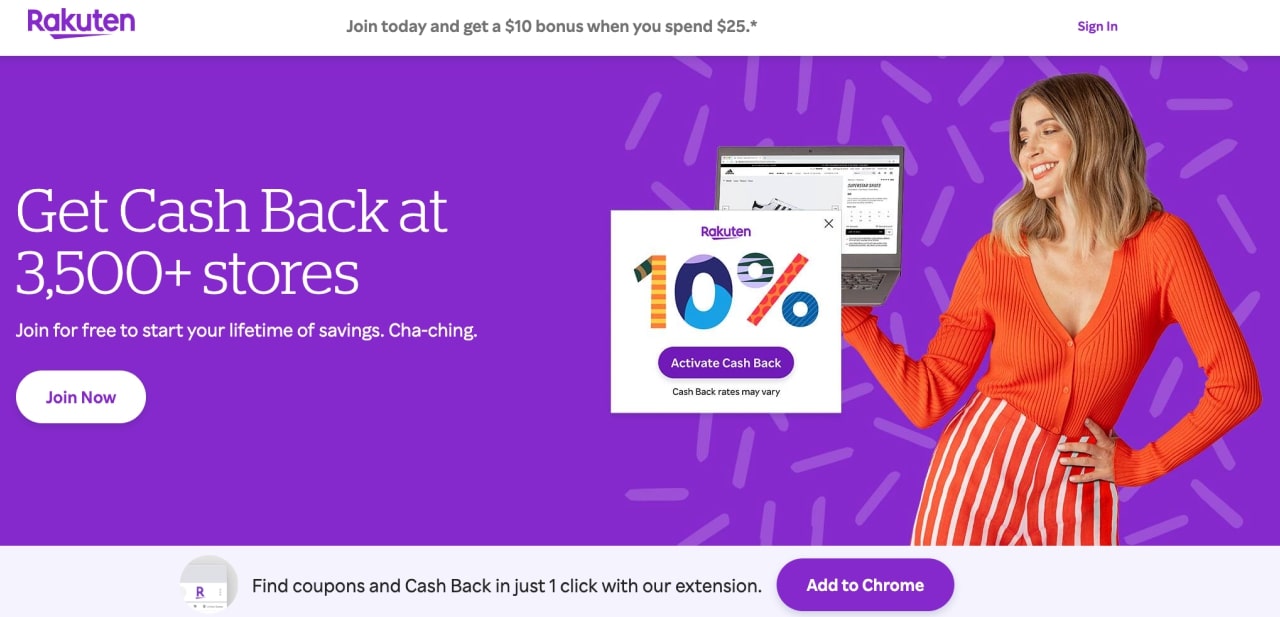 Rakuten
Join today and get a $10 bonus when you spend $25.*
Sign In
Get Cash Back at
3,500+ stores
Join for free to start your lifetime of savings. Cha-ching.
Join Now
Rakuten
10%
Activate Cash Back
Cash Back rates may vary
R
Find coupons and Cash Back in just 1 click with our extension.
Add to Chrome